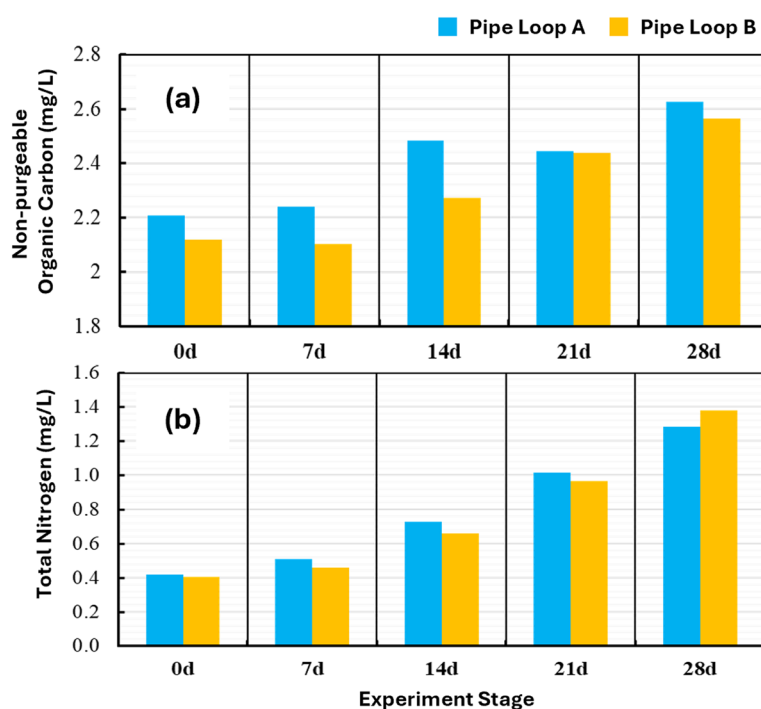 Pipe Loop A Pipe Loop B
Non-purgeable
Organic Carbon (mg/L)
2.8
2.6
2.4
2.2
2
1.8
(a)
0d 7d 14d 21d 28d
Total Nitrogen (mg/L)
1.6
1.4
1.2
1.0
0.8
0.6
0.4
0.2
0.0
(b)
0d 7d 14d 21d 28d
Experiment Stage